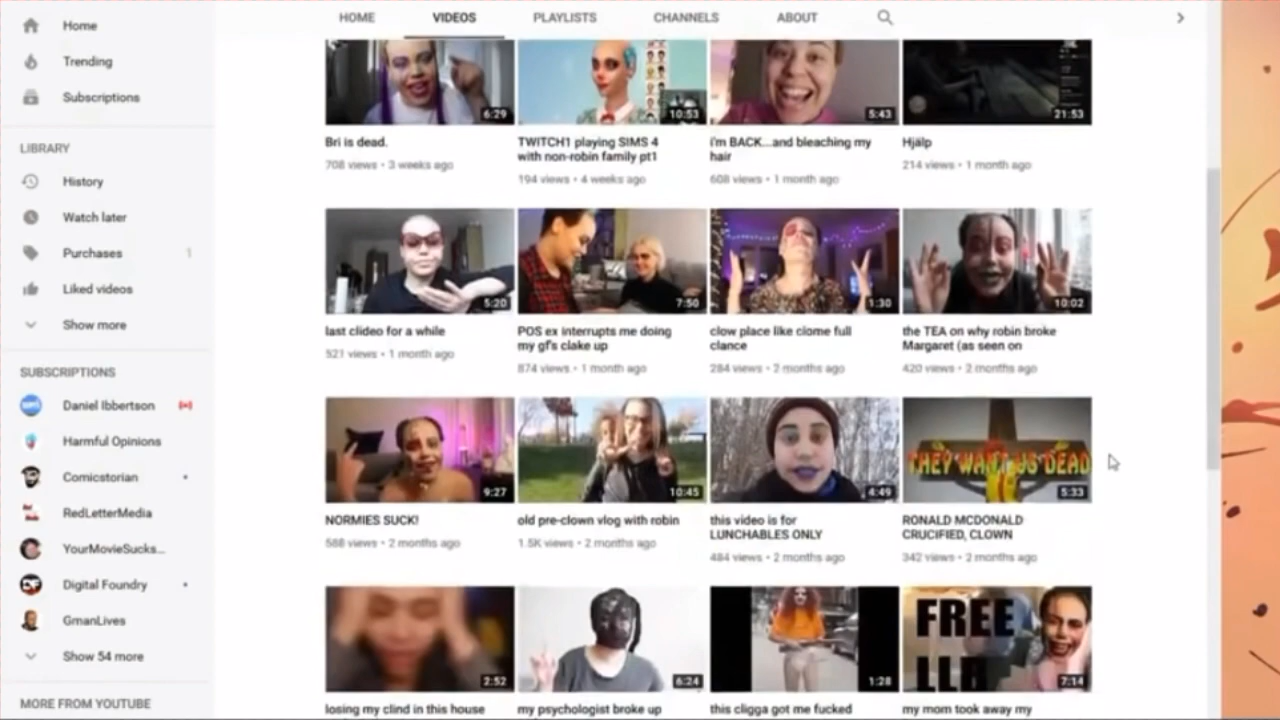 HOME VIDEOS PLAYLISTS CHANNELS ABOUT
Home
Trending
Subscriptions
LIBRARY
History
Watch later
Purchases 1
Liked videos
Show more
SUBSCRIPTIONS
Daniel Ibbertson
Harmful Opinions
Comicstorian
RedLetterMedia
YourMovieSucks...
Digital Foundry
GmanLives
Show 54 more
MORE FROM YOUTUBE
6:29
Bri is dead.
708 views • 3 weeks ago
10:53
TWITCH1 playing SIMS 4
with non-robin family pt1
194 views • 4 weeks ago
5:43
i'm BACK...and bleaching my
hair
608 views • 1 month ago
21:53
Hjälp
214 views • 1 month ago
5:20
last clideo for a while
521 views • 1 month ago
7:50
POS ex interrupts me doing
my gf's clake up
874 views • 1 month ago
1:30
clow place like clome full
clance
284 views • 2 months ago
10:02
the TEA on why robin broke
Margaret (as seen on
420 views • 2 months ago
9:27
NORMIES SUCK!
588 views • 2 months ago
10:45
old pre-clown vlog with robin
1.5K views • 2 months ago
4:49
this video is for
LUNCHABLES ONLY
484 views • 2 months ago
THEY WANT US DEAD
5:33
RONALD MCDONALD
CRUCIFIED, CLOWN
342 views • 2 months ago
2:52
losing my clind in this house
6:24
my psychologist broke up
1:28
this cligga got me fucked
FREE
LLB
7:14
my mom took away my